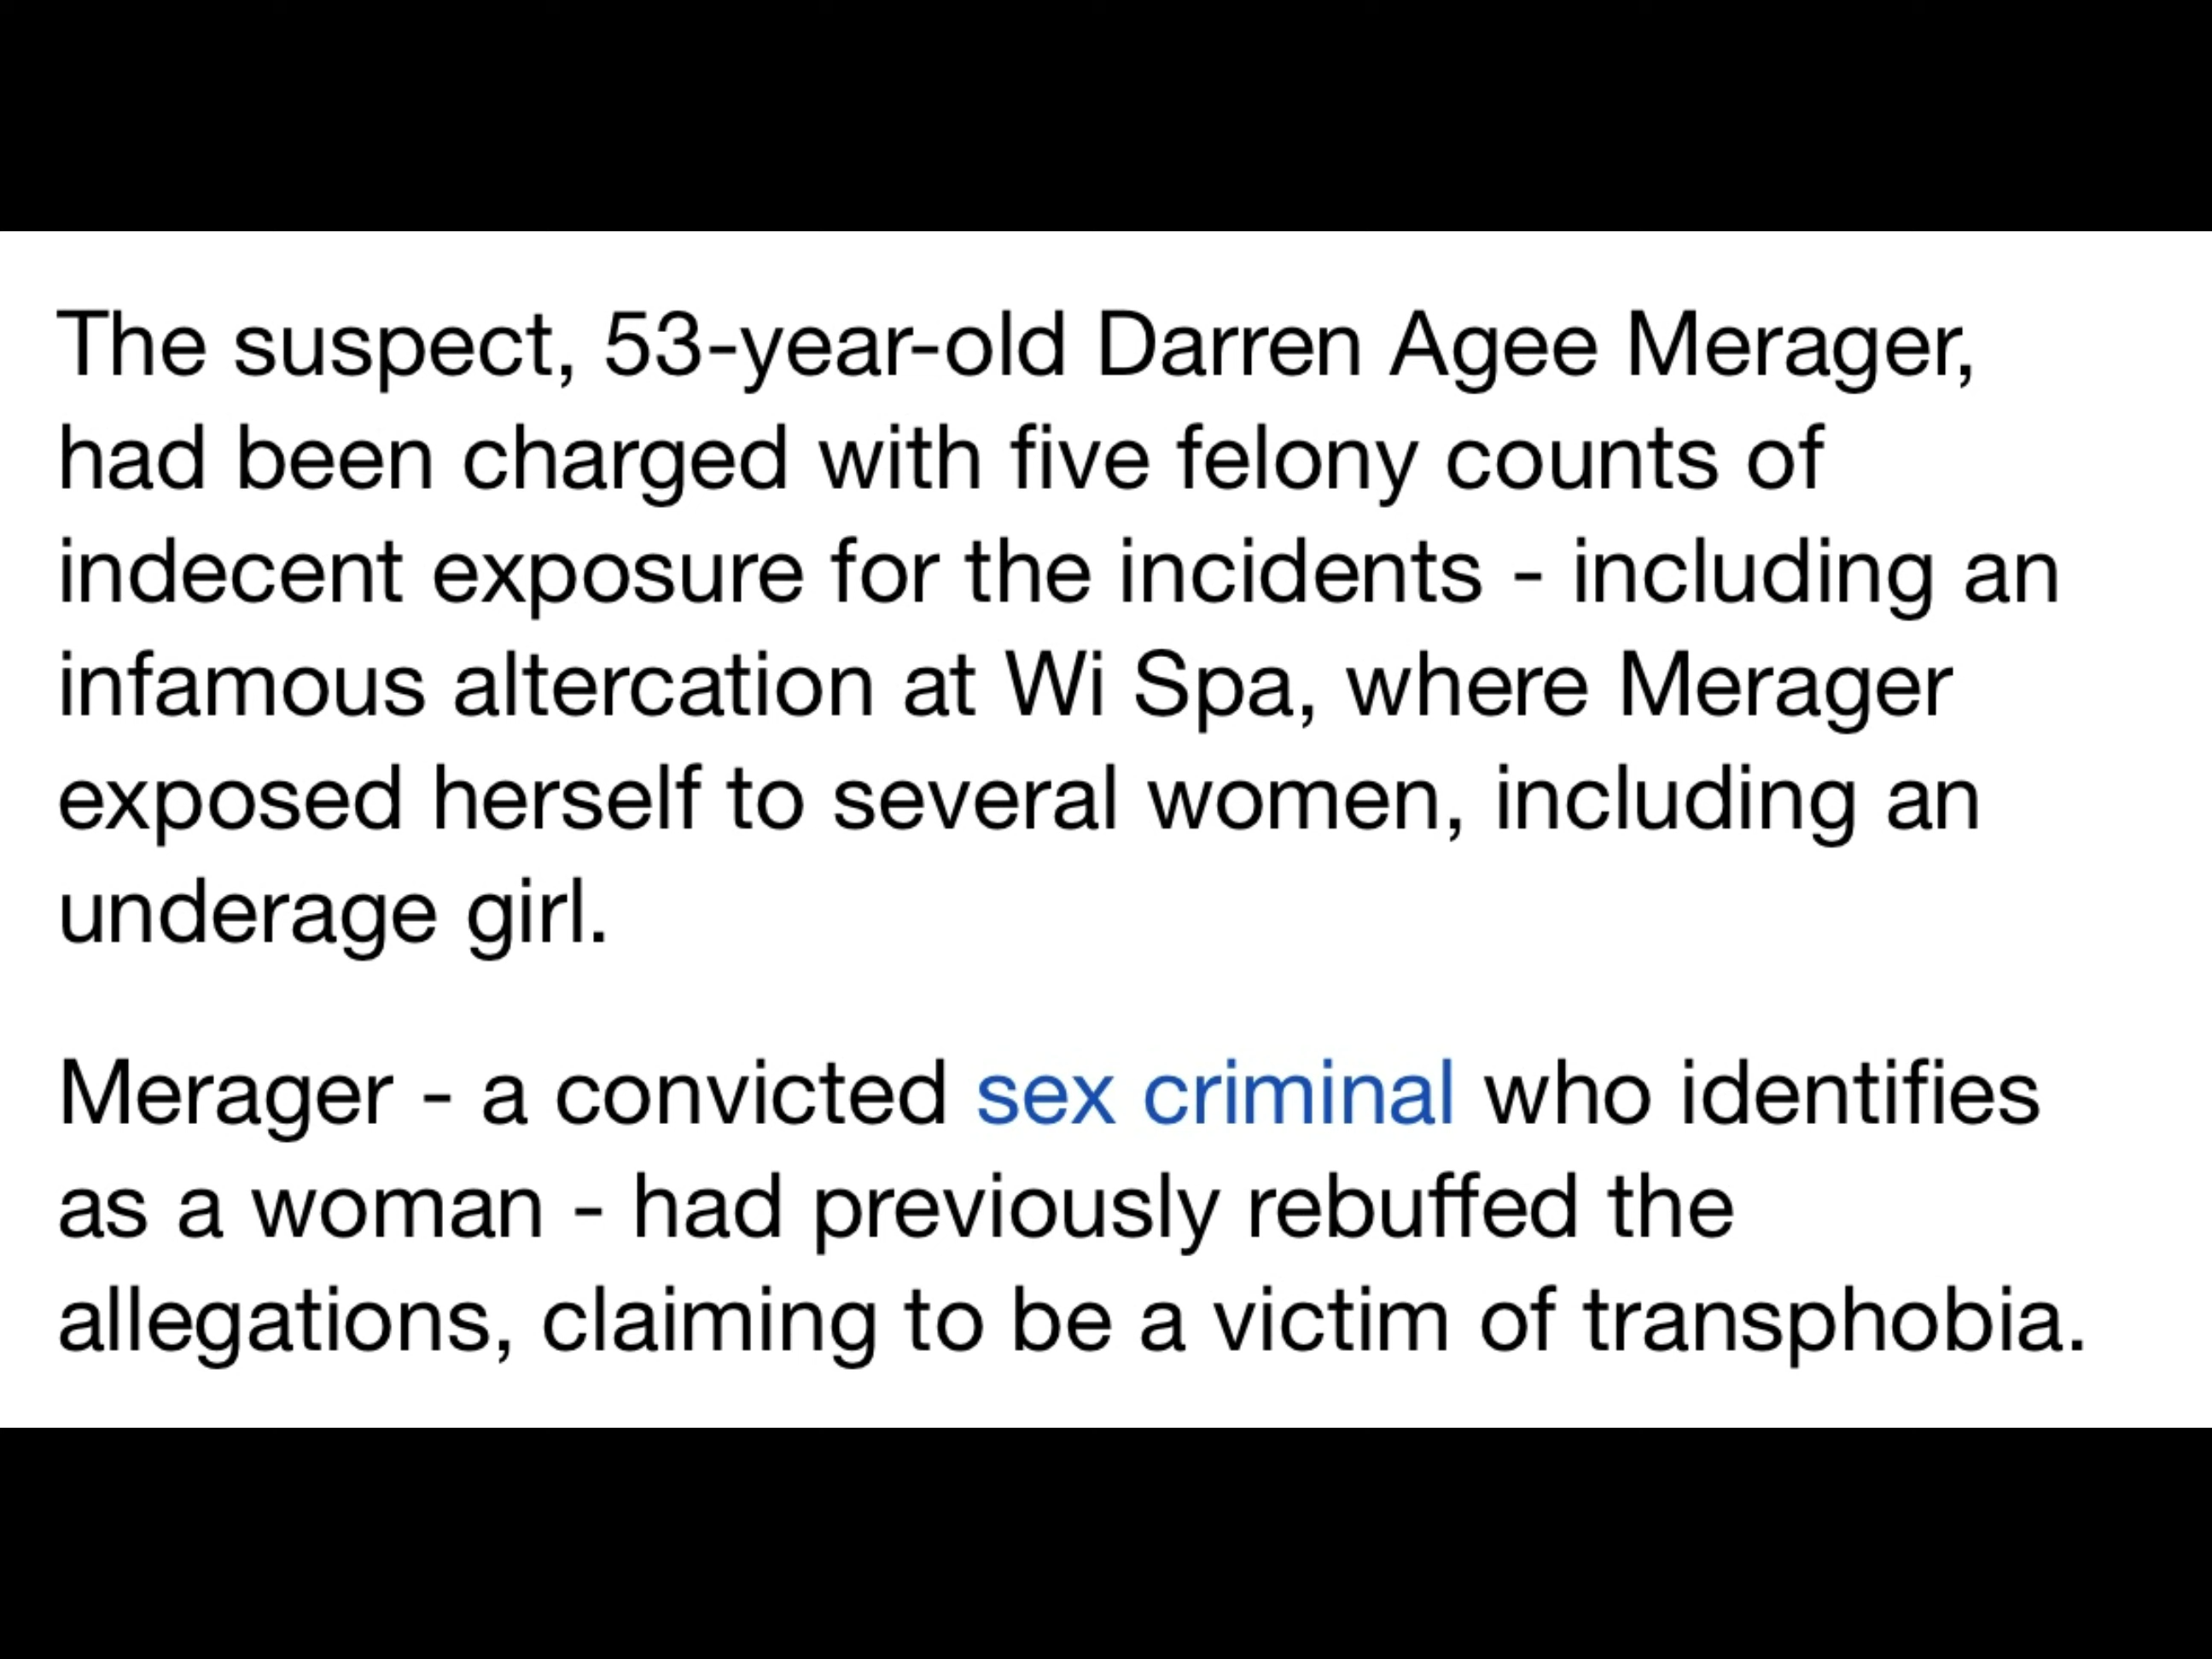 The suspect, 53-year-old Darren Agee Merager,
had been charged with five felony counts of
indecent exposure for the incidents - including an
infamous altercation at Wi Spa, where Merager
exposed herself to several women, including an
underage girl.
Merager - a convicted sex criminal who identifies
as a woman - had previously rebuffed the
allegations, claiming to be a victim of transphobia.